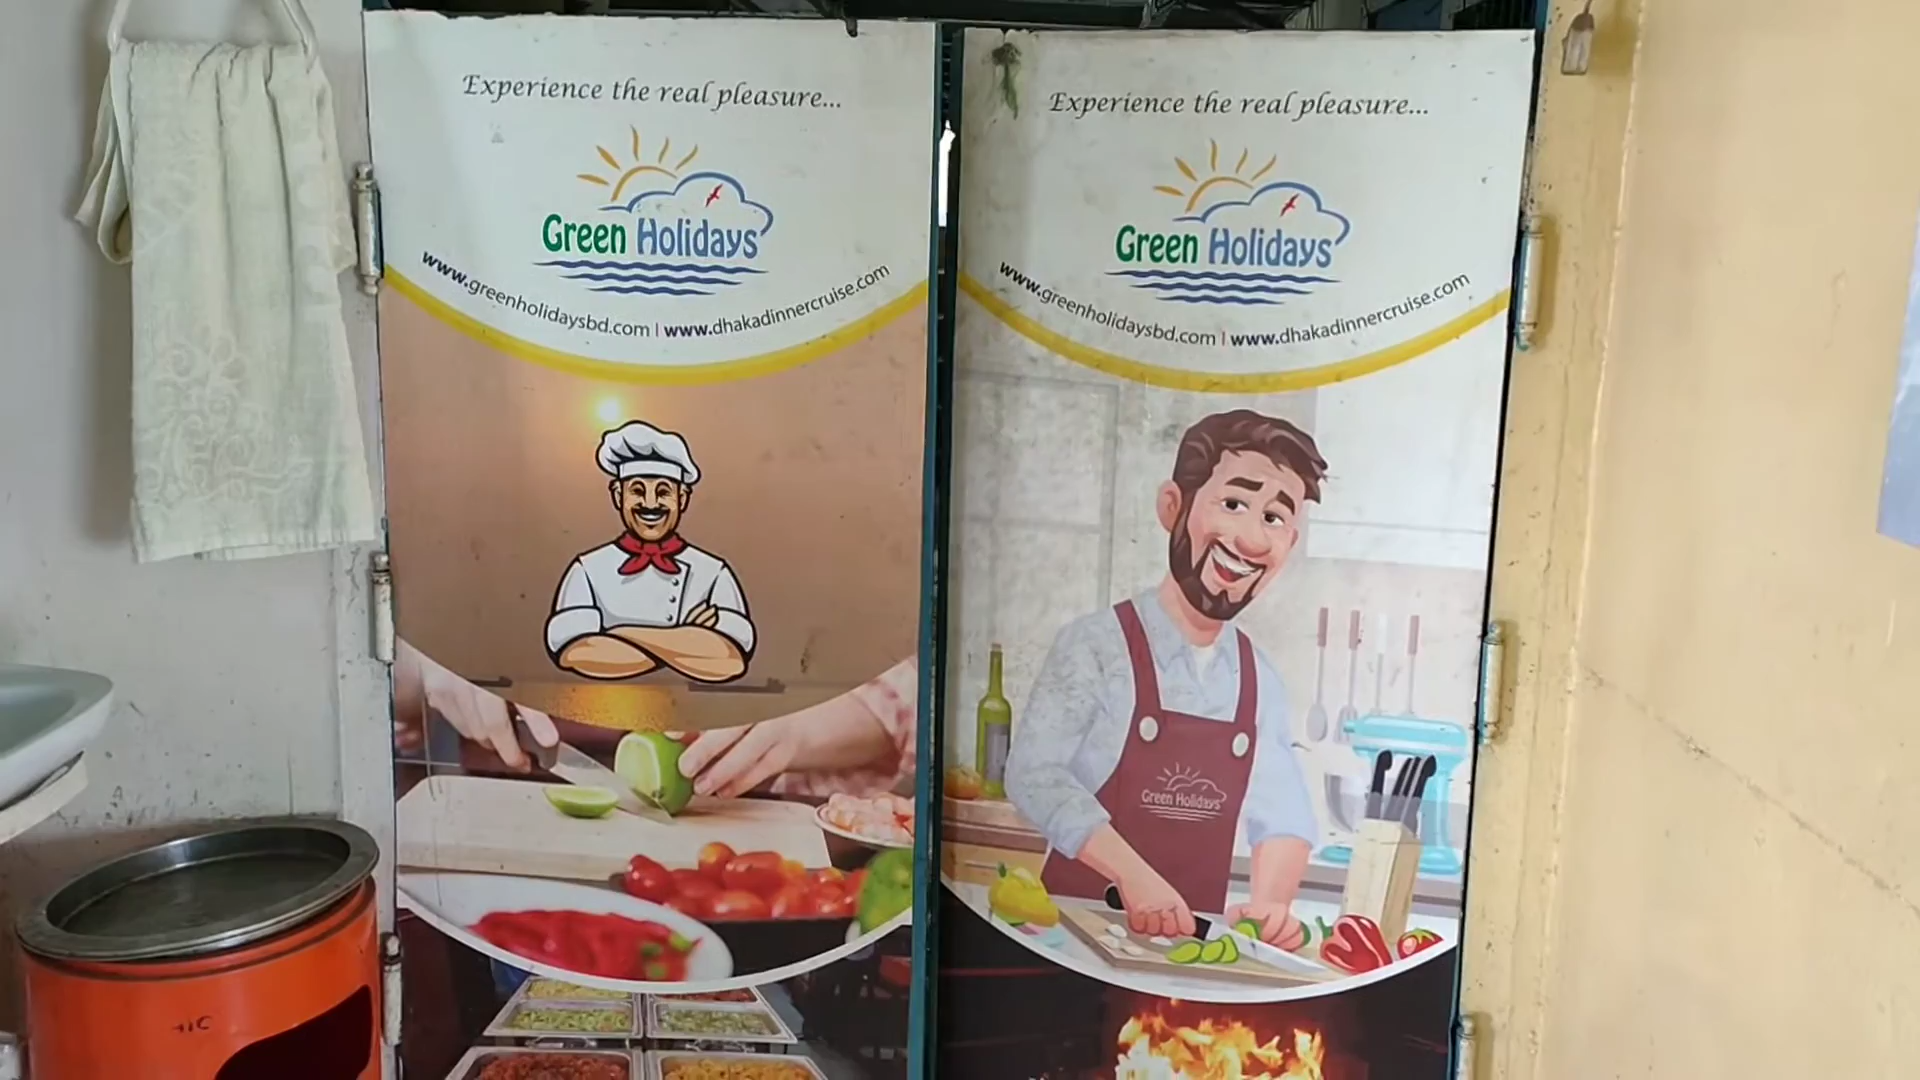 Experience the real pleasure...
Green Holidays
www.greenholidaysbd.com | www.dhakadinnercruise.com
Experience the real pleasure...
Green Holidays
www.greenholidaysbd.com | www.dhakadinnercruise.com
Green Holidays